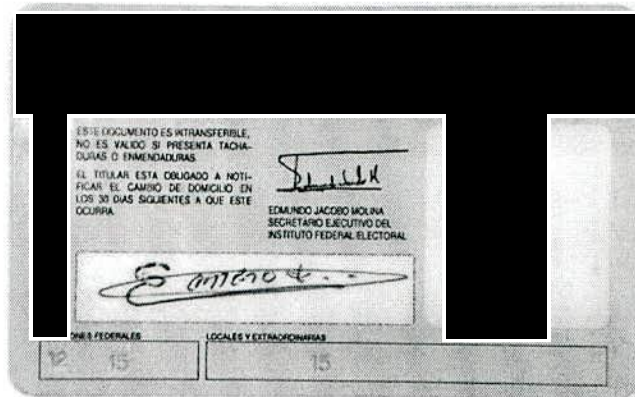 ESTE DOCUMENTO ES INTRANSFERIBLE,
NO ES VALIDO SI PRESENTA TACHA-
DURAS O ENMENDADURAS
EL TITULAR ESTA OBLIGADO A NOTI-
FICAR EL CAMBIO DE DOMICILIO EN
LOS 30 DIAS SIGUIENTES A QUE ESTE
OCURRA
EDMUNDO JACOBO MOLINA
SECRETARIO EJECUTIVO DEL
INSTITUTO FEDERAL ELECTORAL
ONES FEDERALES
LOCALES Y EXTRAORDINARIAS
12 15
15